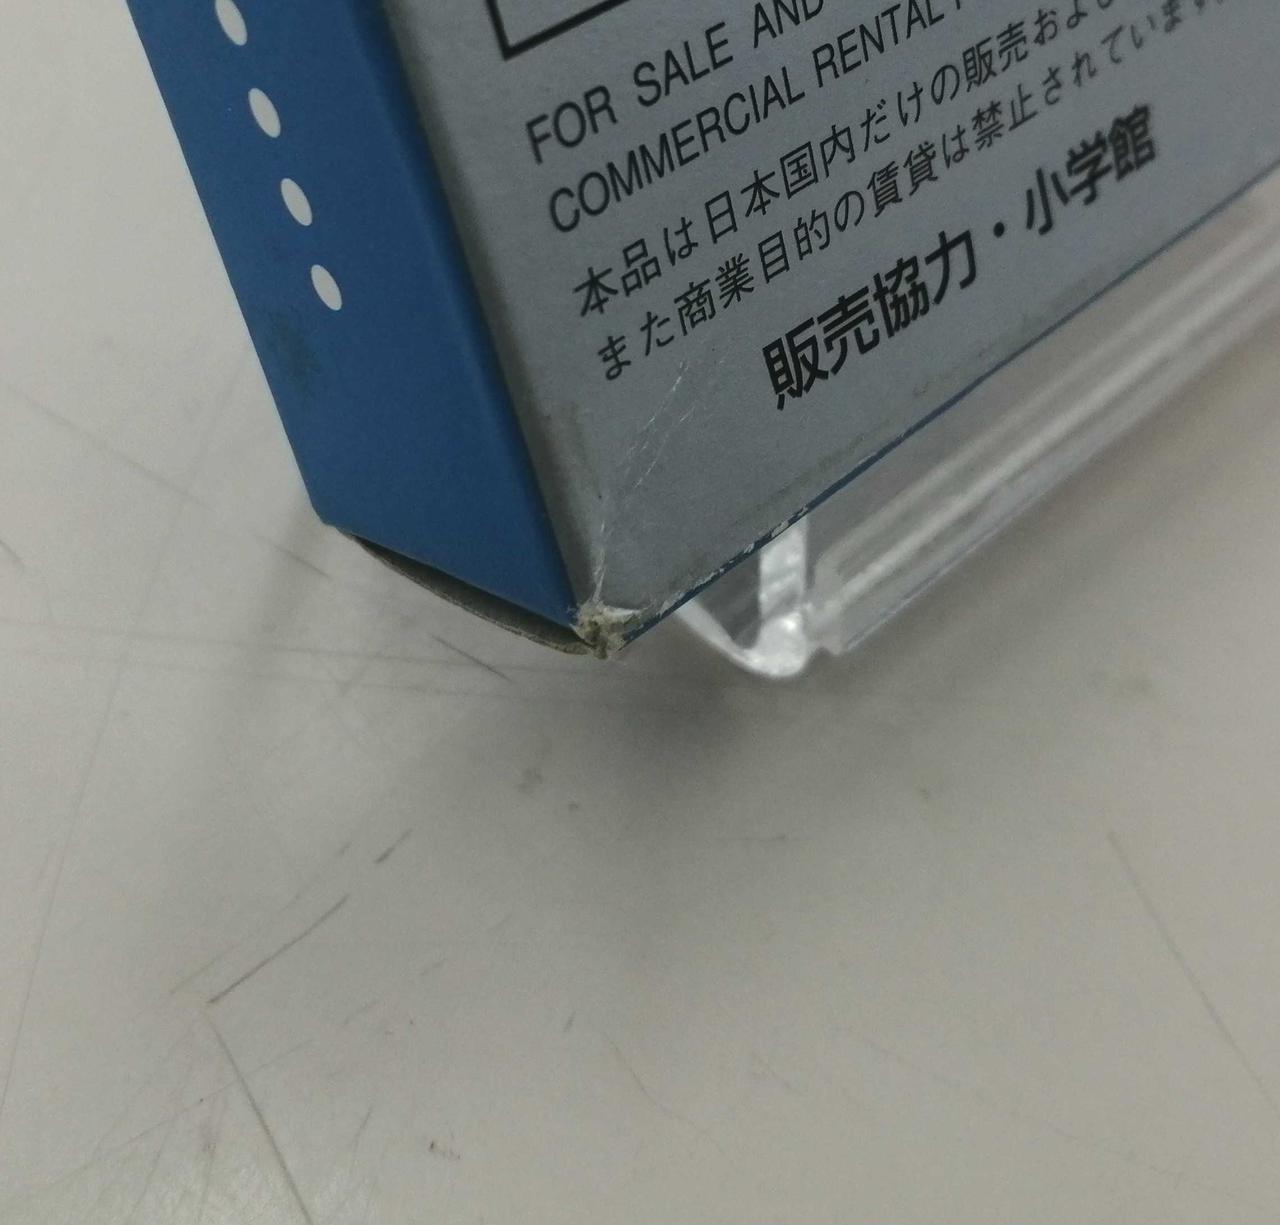 FOR SALE AND
COMMERCIAL RENTAL
本品は日本国内だけの販売およ
また商業目的の賃貸は禁止されています
販売協力・小学館